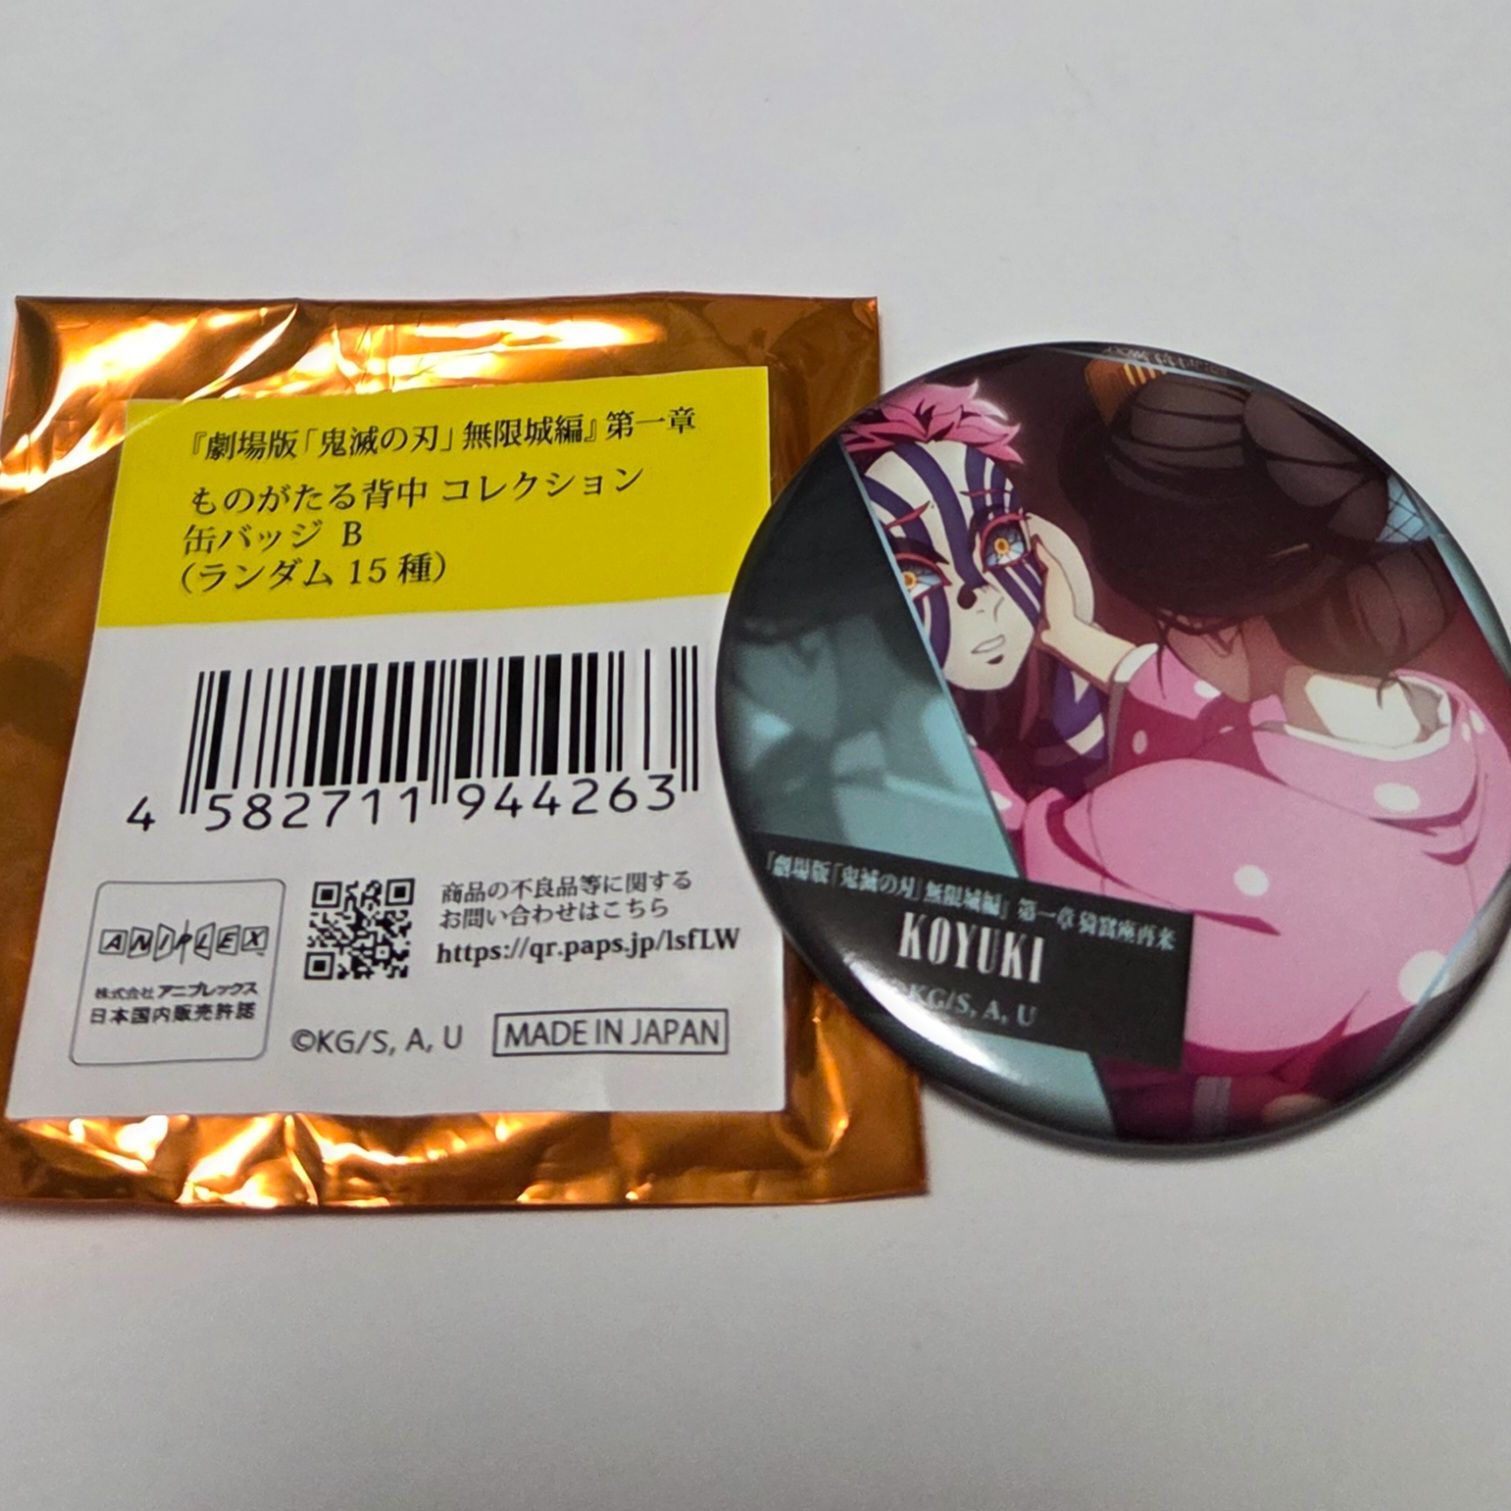 『劇場版「鬼滅の刃」無限城編』第一章
ものがたる背中 コレクション
缶バッジ B
（ランダム 15 種）
4 582711 944263
ANIPLEX
株式会社 アニプレックス
日本国内販売許諾
商品の不良品等に関する
お問い合わせはこちら
https://qr.paps.jp/lsfLW
©KG/S, A, U
MADE IN JAPAN
『劇場版「鬼滅の刃」無限城編』 第一章 猗窩座再来
KOYUKI
©KG/S, A, U